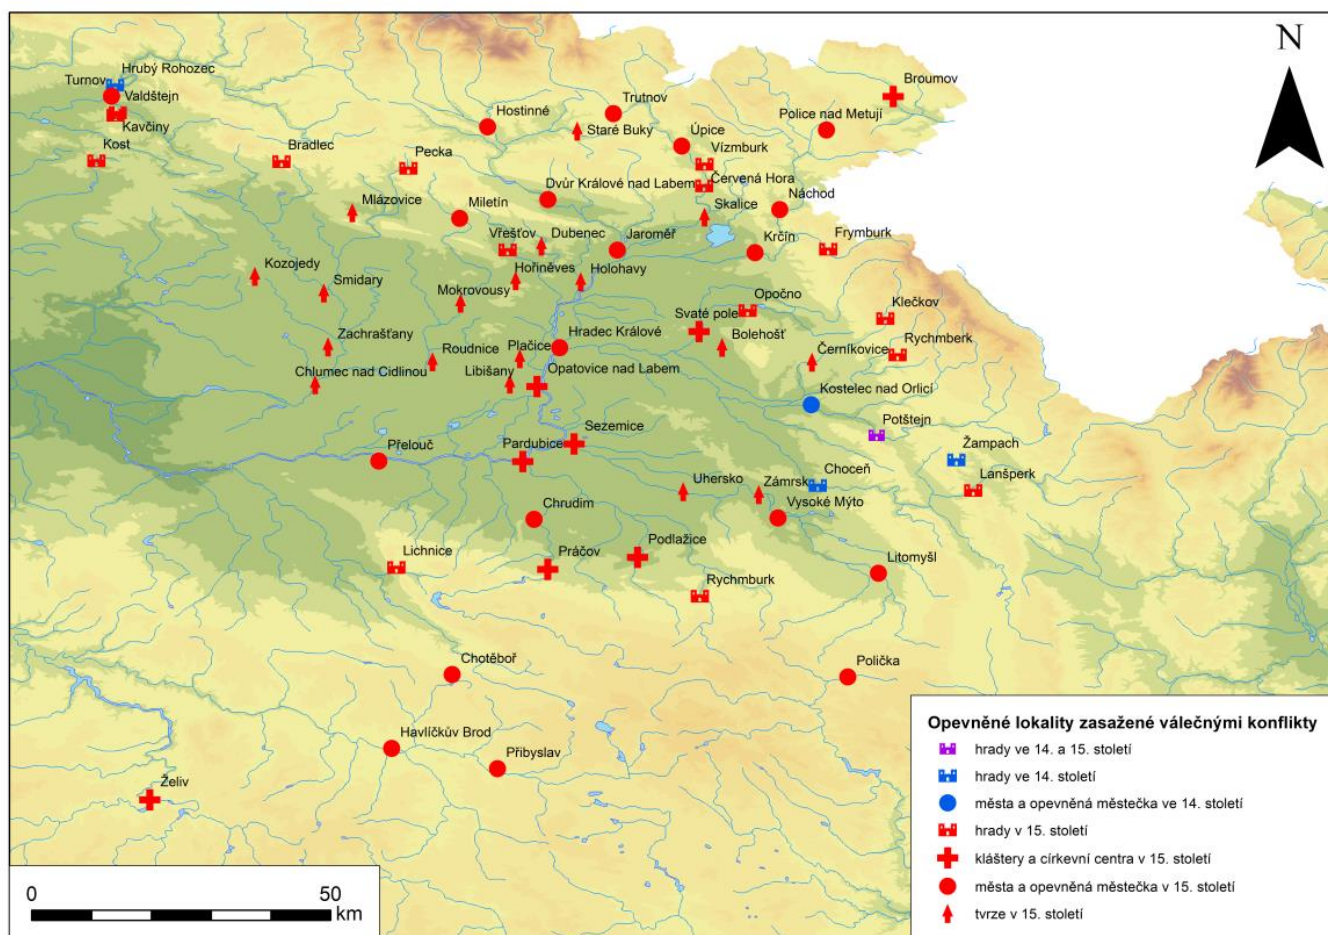 N
Hrubý Rohozec
Turnov
Valdštejn
Kavčiny
Kost
Bradlec
Pecka
Hostinné
Trutnov
Staré Buky
Úpice
Vízmburk
Červená Hora
Police nad Metují
Broumov
Dvůr Králové nad Labem
Náchod
Skalice
Mlázovice
Miletín
Vřešťov
Dubenec
Jaroměř
Krčín
Frymburk
Kozojedy
Smidary
Hořiněves
Holohavy
Mokrovousy
Opočno
Klečkov
Svaté pole
Bolehošť
Rychmberk
Zachrašťany
Roudnice
Plačice
Hradec Králové
Černíkovice
Chlumec nad Cidlinou
Libišany
Opatovice nad Labem
Kostelec nad Orlicí
Potštejn
Sezemice
Pardubice
Přelouč
Žampach
Choceň
Lanšperk
Uhersko
Zámrsk
Vysoké Mýto
Chrudim
Lichnice
Práčov
Podlažice
Litomyšl
Rychmburk
Chotěboř
Polička
Havlíčkův Brod
Přibyslav
Želiv
Opevněné lokality zasažené válečnými konflikty
hrady ve 14. a 15. století
hrady ve 14. století
města a opevněná městečka ve 14. století
hrady v 15. století
kláštery a církevní centra v 15. století
města a opevněná městečka v 15. století
tvrze v 15. století
0 50
km